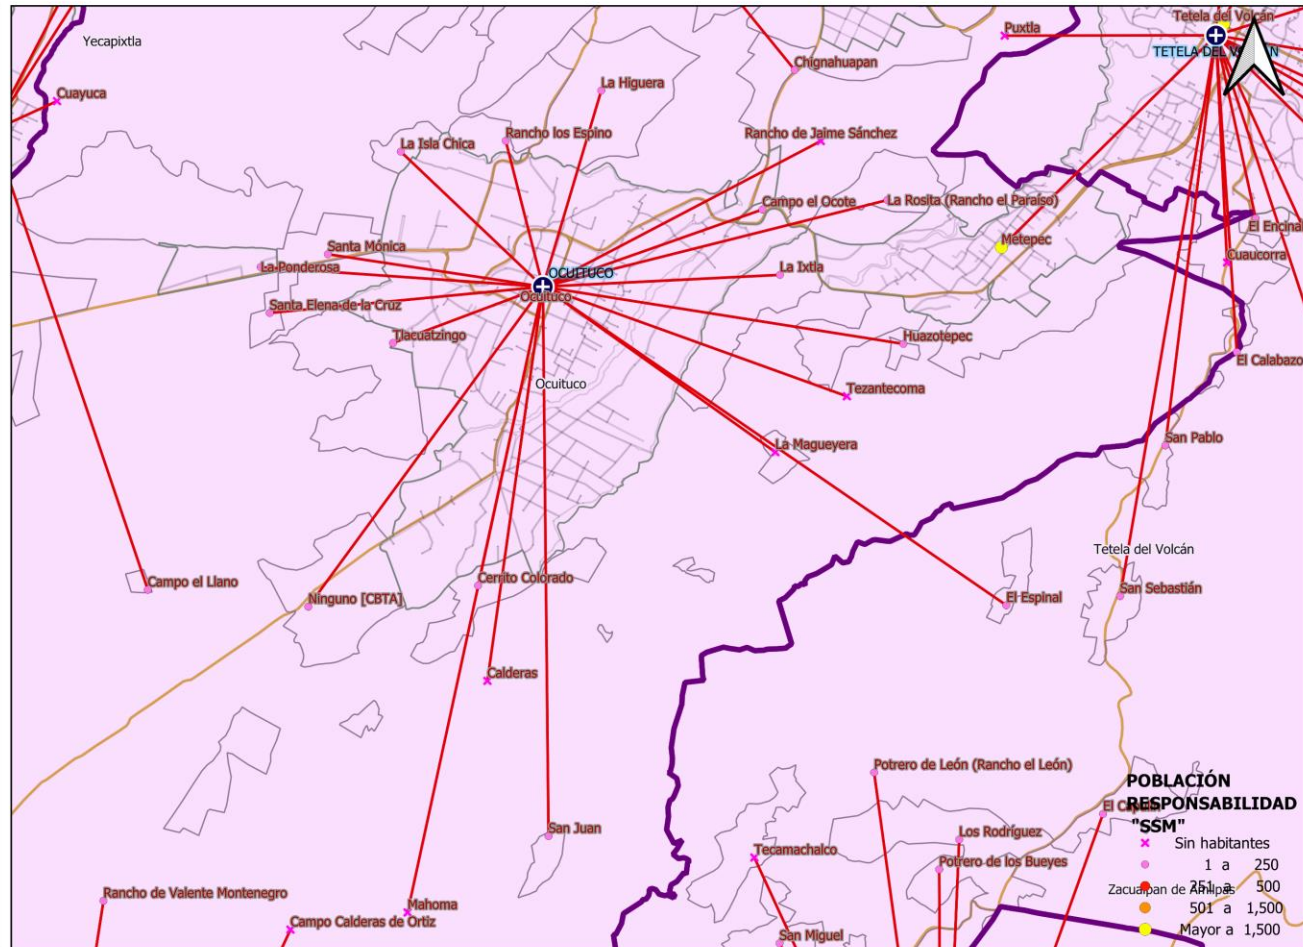 Tetela del Volcán
Puxtla
Yecapixtla
TETELA DEL VOLCÁN
Chignahuapan
La Higuera
Cuayuca
Rancho los Espino
Rancho de Jaime Sánchez
La Isla Chica
Campo el Ocote
La Rosita (Rancho el Paraíso)
El Encinal
Metepec
Santa Mónica
Cuaucorra
La Ponderosa
La Ixtla
OCUITUCO
Ocuituco
Santa Elena de la Cruz
Tlacuatzingo
Huazotepec
El Calabazo
Ocuituco
Tezantecoma
San Pablo
La Magueyera
Tetela del Volcán
Campo el Llano
Cerrito Colorado
San Sebastián
Ninguno [CBTA]
El Espinal
Calderas
Potrero de León (Rancho el León)
POBLACIÓN
RESPONSABILIDAD
"SSM"
El Capulín
San Juan
Los Rodríguez
Sin habitantes
Tecamachalco
Potrero de los Bueyes
1 a 250
251 a 500
Zacualpan de Amilpas
Rancho de Valente Montenegro
Mahoma
501 a 1,500
Campo Calderas de Ortiz
San Miguel
Mayor a 1,500